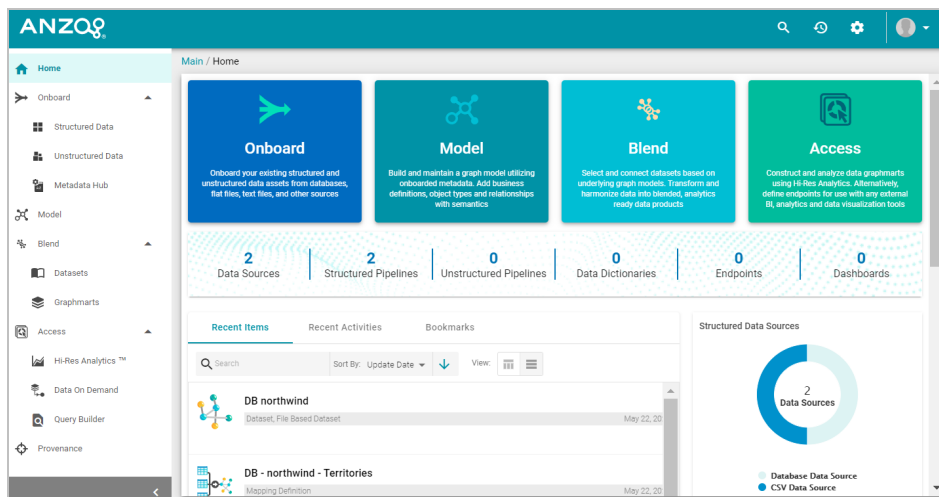 ANZO
Main / Home
Home
Onboard
Structured Data
Unstructured Data
Metadata Hub
Model
Blend
Datasets
Graphmarts
Access
Hi-Res Analytics ™
Data On Demand
Query Builder
Provenance
Onboard
Onboard your existing structured and
unstructured data assets from databases,
flat files, text files, and other sources
Model
Build and maintain a graph model utilizing
onboarded metadata. Add business
definitions, object types and relationships
with semantics
Blend
Select and connect datasets based on
underlying graph models. Transform and
harmonize data into blended, analytics
ready data products
Access
Construct and analyze data graphmarts
using Hi-Res Analytics. Alternatively,
define endpoints for use with any external
BI, analytics and data visualization tools
2
Data Sources
2
Structured Pipelines
0
Unstructured Pipelines
0
Data Dictionaries
0
Endpoints
0
Dashboards
Recent Items Recent Activities Bookmarks
Search Sort By: Update Date View:
DB northwind
Dataset, File Based Dataset May 22, 20
DB - northwind - Territories
Mapping Definition May 22, 20
Structured Data Sources
2
Data Sources
Database Data Source
CSV Data Source